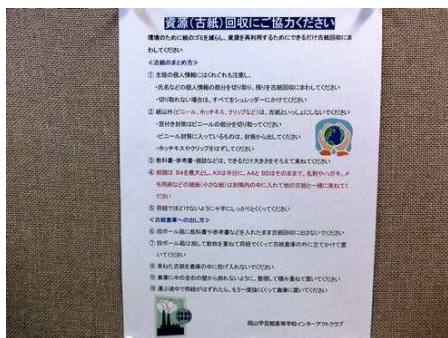 資源（古紙）回収にご協力ください
環境のために紙のゴミを減らし、資源を再利用するためにできるだけ古紙回収にま
わしてください
＜古紙のまとめ方＞
① 生徒の個人情報にはくれぐれも注意し、
・氏名などの個人情報の部分を切り取り、残りを古紙回収にまわしてください
・切り取れない場合は、すべてをシュレッダーにかけてください
② 紙以外（ビニール、ホッチキス、クリップなど）は、古紙といっしょにしないでください
・窓付き封筒はビニールの部分を切り取ってください
・ビニール封筒に入っているものは、封筒から出してください
・ホッチキスやクリップをはずしてください
③ 教科書・参考書・雑誌などは、できるだけ大きさをそろえて束ねてください
④ 紙類は B4を最大とし、A3は半分に、A4と B5はそのままで、名刺やハガキ、メ
モ用紙などの雑紙（小さな紙）は封筒の中に入れて他の古紙と一緒に束ねてく
ださい
⑤ 荷紐でほどけないように十字にしっかりとくくってください
＜古紙倉庫への出し方＞
⑥ 段ボール箱に教科書や参考書などを入れたまま古紙回収に出さないでください
⑦ 段ボール箱は崩して数枚を重ねて荷紐でくくって古紙倉庫の外に立てかけて置
いてください
⑧ 束ねた古紙を倉庫の中に投げ入れないでください
⑨ 倉庫に中の左右の壁から崩れないように、整理して積み重ねて置いてください
⑩ 運ぶ途中で荷紐がはずれたら、もう一度強くくくって倉庫に置いてください
岡山学芸館高等学校インターアクトクラブ